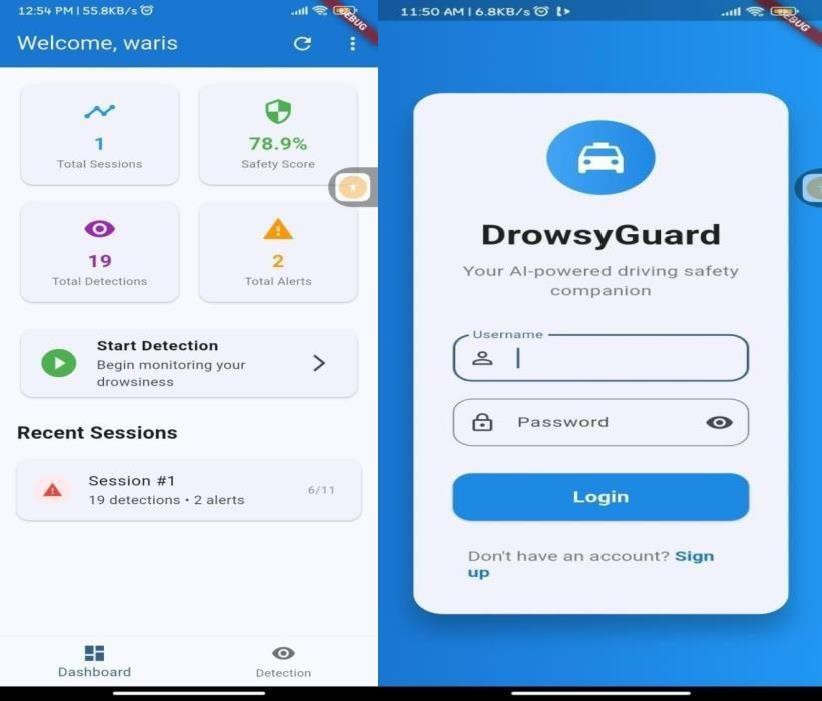 12:54 PM | 55.8KB/s
DEBUG
Welcome, waris
1
Total Sessions
78.9%
Safety Score
19
Total Detections
2
Total Alerts
Start Detection
Begin monitoring your
drowsiness
Recent Sessions
Session #1
19 detections • 2 alerts
6/11
Dashboard
Detection
11:50 AM | 6.8KB/s
DEBUG
DrowsyGuard
Your AI-powered driving safety
companion
Username
Password
Login
Don't have an account? Sign
up